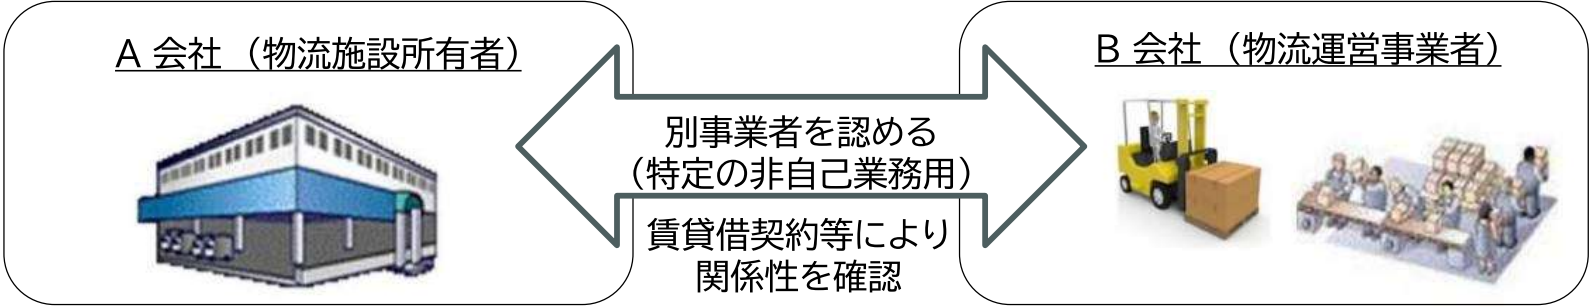 A 会社（物流施設所有者）
B 会社（物流運営事業者）
別事業者を認める
（特定の非自己業務用）
賃貸借契約等により
関係性を確認